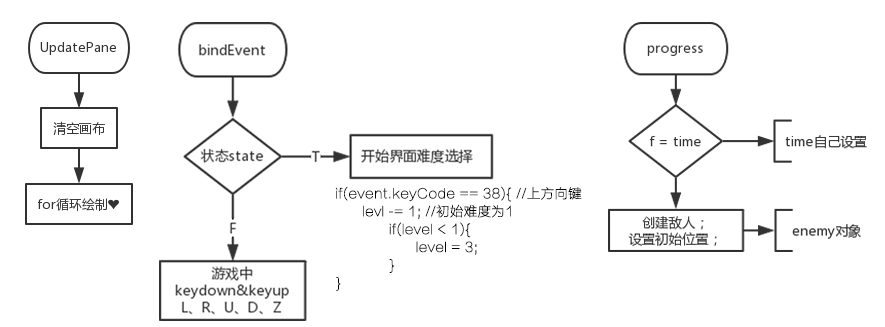 UpdatePane
清空画布
for循环绘制❤
bindEvent
状态state
T
开始界面难度选择
if(event.keyCode == 38){ //上方向键
levl -= 1; //初始难度为1
if(level < 1){
level = 3;
}
}
F
游戏中
keydown&keyup
L、R、U、D、Z
progress
f = time
time自己设置
创建敌人；
设置初始位置；
enemy对象